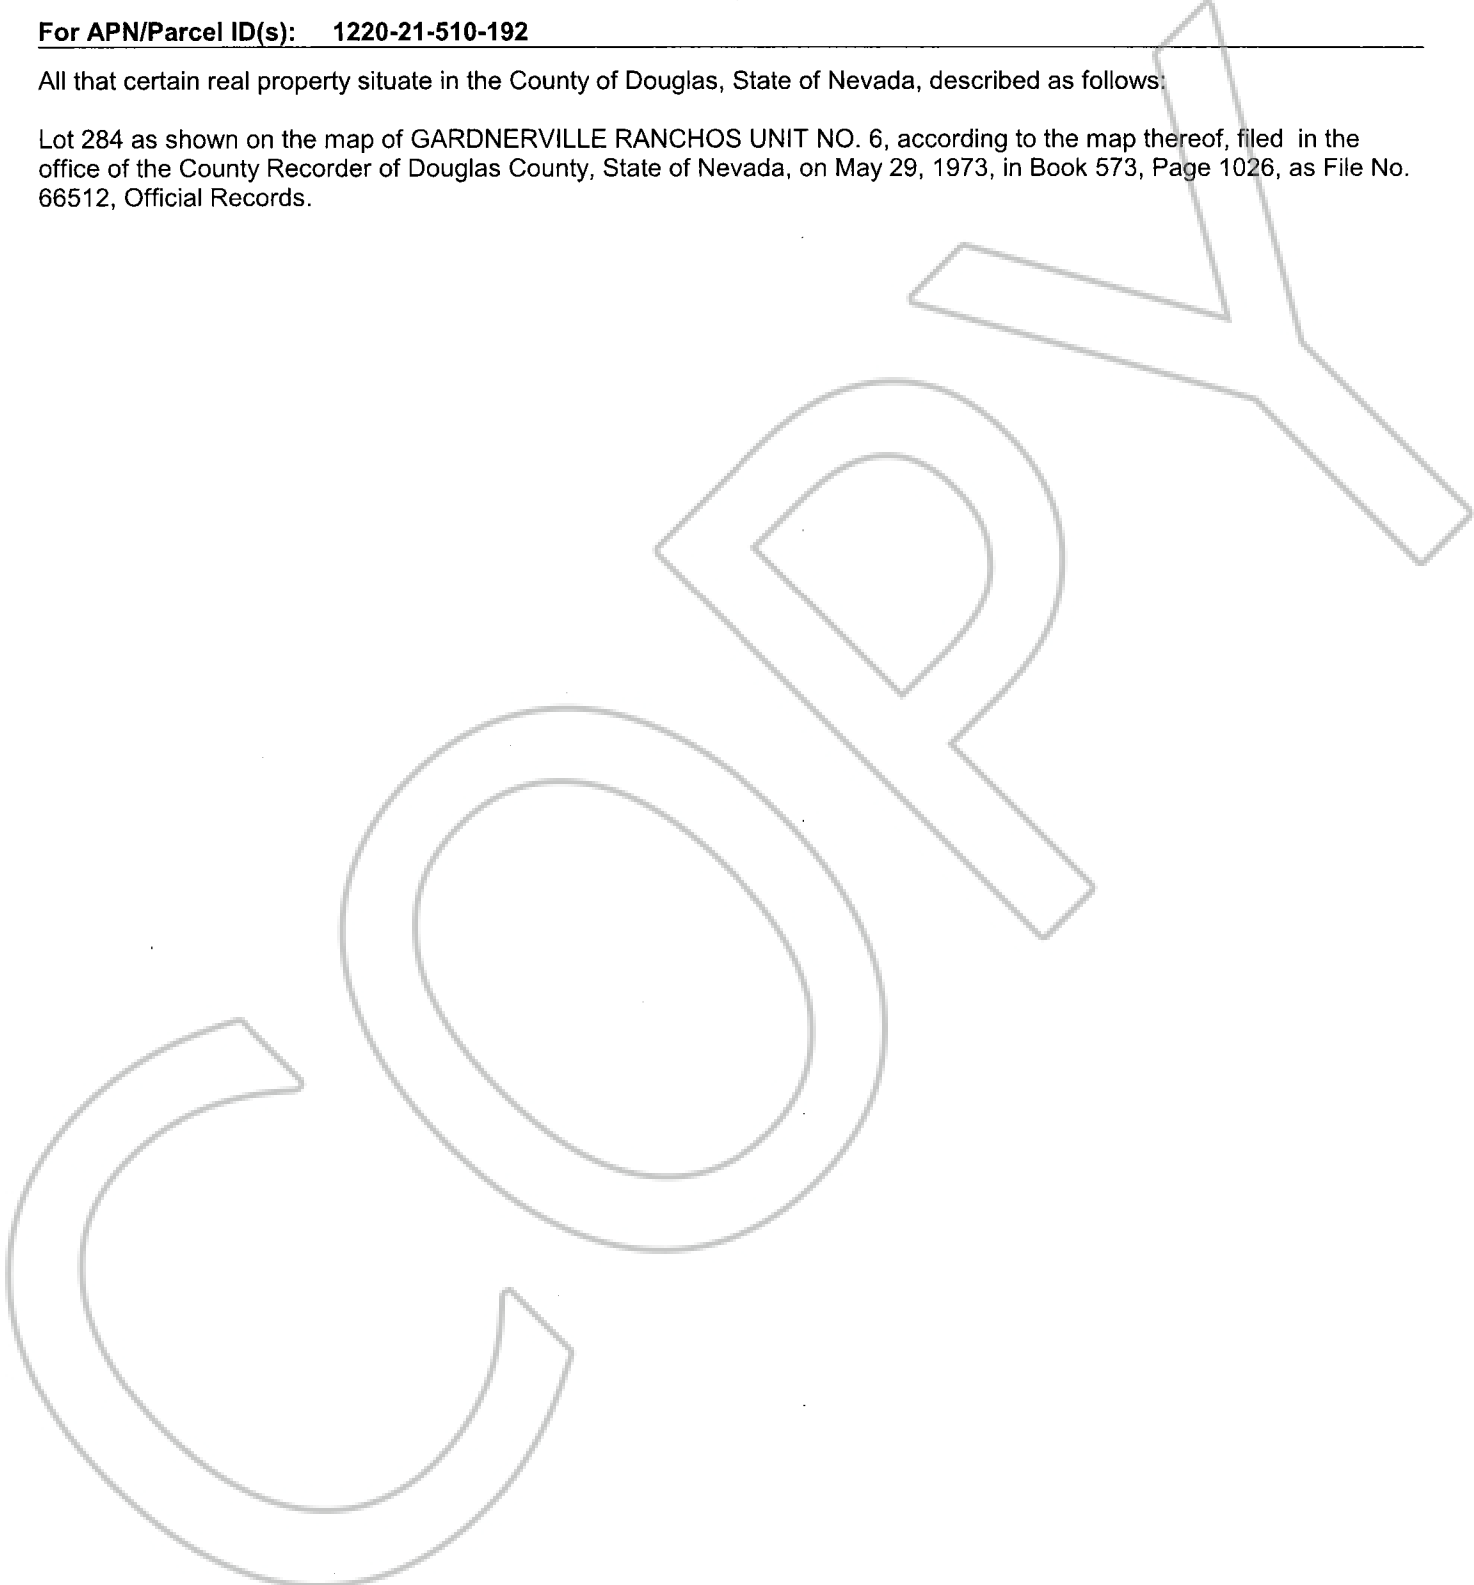 For APN/Parcel ID(s): 1220-21-510-192
All that certain real property situate in the County of Douglas, State of Nevada, described as follows:
Lot 284 as shown on the map of GARDNERVILLE RANCHOS UNIT NO. 6, according to the map thereof, filed in the
office of the County Recorder of Douglas County, State of Nevada, on May 29, 1973, in Book 573, Page 1026, as File No.
66512, Official Records.
COPY